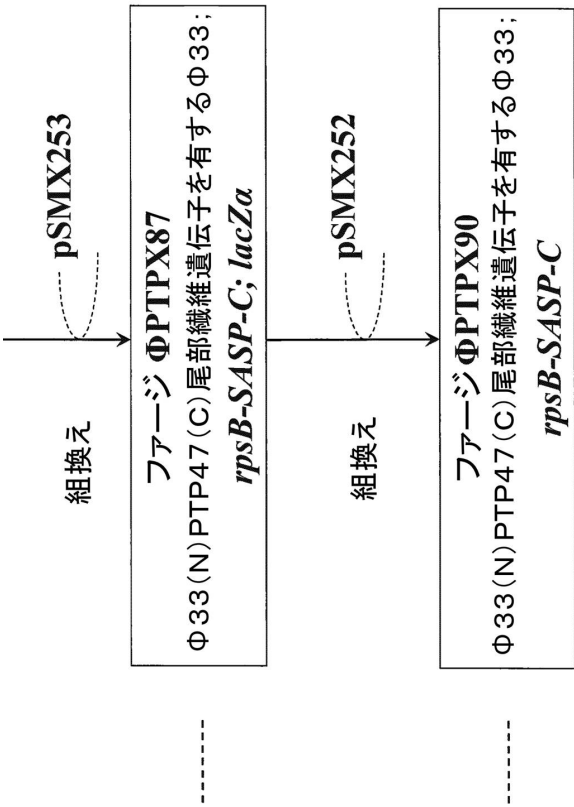 組換え
pSMX253
ファージ ΦPTPX87
Φ33(N)PTP47(C)尾部繊維遺伝子を有するΦ33;
rpsB-SASP-C; lacZα
組換え
pSMX252
ファージ ΦPTPX90
Φ33(N)PTP47(C)尾部繊維遺伝子を有するΦ33;
rpsB-SASP-C